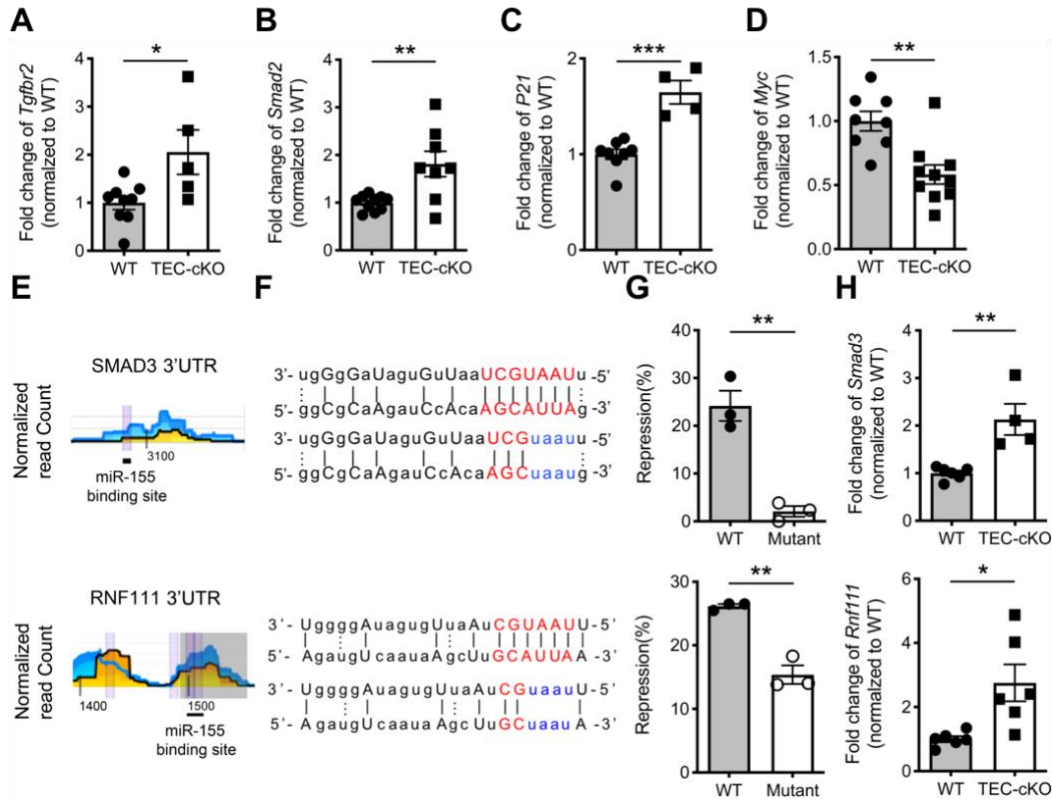 A
Fold change of Tgfbr2
(normalized to WT)
4
3
2
1
0
*
WT TEC-cKO
B
Fold change of Smad2
(normalized to WT)
4
3
2
1
0
**
WT TEC-cKO
C
Fold change of P21
(normalized to WT)
2
1
0
***
WT TEC-cKO
D
Fold change of Myc
(normalized to WT)
1.5
1.0
0.5
0.0
**
WT TEC-cKO
E
SMAD3 3'UTR
Normalized
read Count
3100
miR-155
binding site
RNF111 3'UTR
Normalized
read Count
1400
1500
miR-155
binding site
F
3'- ugGgGaUaguGuUaaUCGUAAUu -5'
5'- ggCgCaAgauCcAcaAGCAUUAg -3'
3'- ugGgGaUaguGuUaaUCGuaauu -5'
5'- ggCgCaAgauCcAcaAGCuaaug -3'
3'- UggggAuagugUuaAuCGUAAUU -5'
5'- AgaugUcaauaAgcUuGCAUUAA -3'
3'- UggggAuagugUuaAuCGuaauU -5'
5'- AgaugUcaauaAgcUuGCuaauA -3'
G
Repression(%)
40
30
20
10
0
**
WT Mutant
Repression(%)
30
20
10
0
**
WT Mutant
H
Fold change of Smad3
(normalized to WT)
4
3
2
1
0
**
WT TEC-cKO
Fold change of Rnf111
(normalized to WT)
6
4
2
0
*
WT TEC-cKO